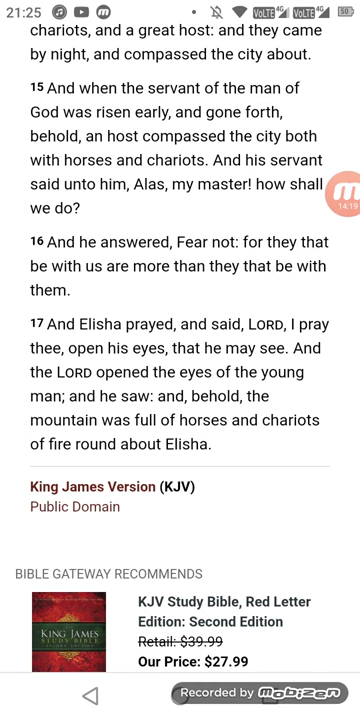 21:25 VoLTE 4G VoLTE 4G 50
chariots, and a great host: and they came
by night, and compassed the city about.
15 And when the servant of the man of
God was risen early, and gone forth,
behold, an host compassed the city both
with horses and chariots. And his servant
said unto him, Alas, my master! how shall
we do?
14:19
16 And he answered, Fear not: for they that
be with us are more than they that be with
them.
17 And Elisha prayed, and said, LORD, I pray
thee, open his eyes, that he may see. And
the LORD opened the eyes of the young
man; and he saw: and, behold, the
mountain was full of horses and chariots
of fire round about Elisha.
King James Version (KJV)
Public Domain
BIBLE GATEWAY RECOMMENDS
KJV Study Bible, Red Letter
Edition: Second Edition
Retail: $39.99
Our Price: $27.99
KING JAMES
STUDY BIBLE
Recorded by mobizen